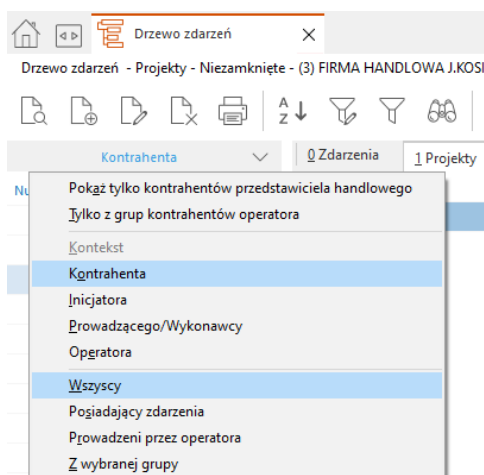 Drzewo zdarzeń
Drzewo zdarzeń - Projekty - Niezamknięte - (3) FIRMA HANDLOWA J.KOS
A Z
Kontrahenta
0 Zdarzenia
1 Projekty
Nu
Pokaż tylko kontrahentów przedstawiciela handlowego
Tylko z grup kontrahentów operatora
Kontekst
Kontrahenta
Inicjatora
Prowadzącego/Wykonawcy
Operatora
Wszyscy
Posiadający zdarzenia
Prowadzeni przez operatora
Z wybranej grupy